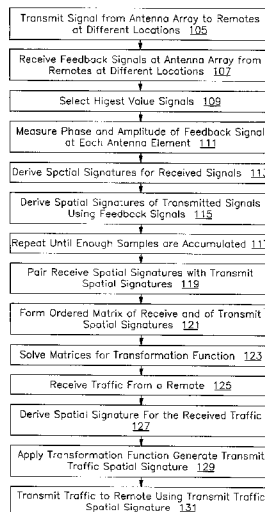 Transmit Signal from Antenna Array to Remotes
at Different Locations 105
Receive Feedback Signals at Antenna Array from
Remotes at Different Locations 107
Select Higest Value Signals 109
Measure Phase and Amplitude of Feedback Signal
at Each Antenna Element 111
Derive Spatial Signatures for Received Signals
Derive Spatial Signatures of Transmitted Signals
Using Feedback Signals 115
Repeat Until Enough Samples are Accumulated
Pair Receive Spatial Signatures with Transmit
Spatial Signatures 119
Form Ordered Matrix of Receive and of Transmit
Spatial Signatures 121
Solve Matrices for Transformation Function 123
Receive Traffic From a Remote 125
Derive Spatial Signature For the Received Traffic
127
Apply Transformation Function Generate Transmit
Traffic Spatial Signature 129
Transmit Traffic to Remote Using Transmit Traffic
Spatial Signature 131